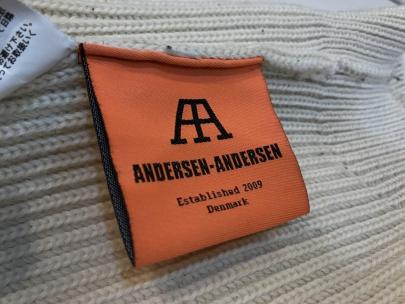 AA
ANDERSEN-ANDERSEN
Established 2009
Denmark